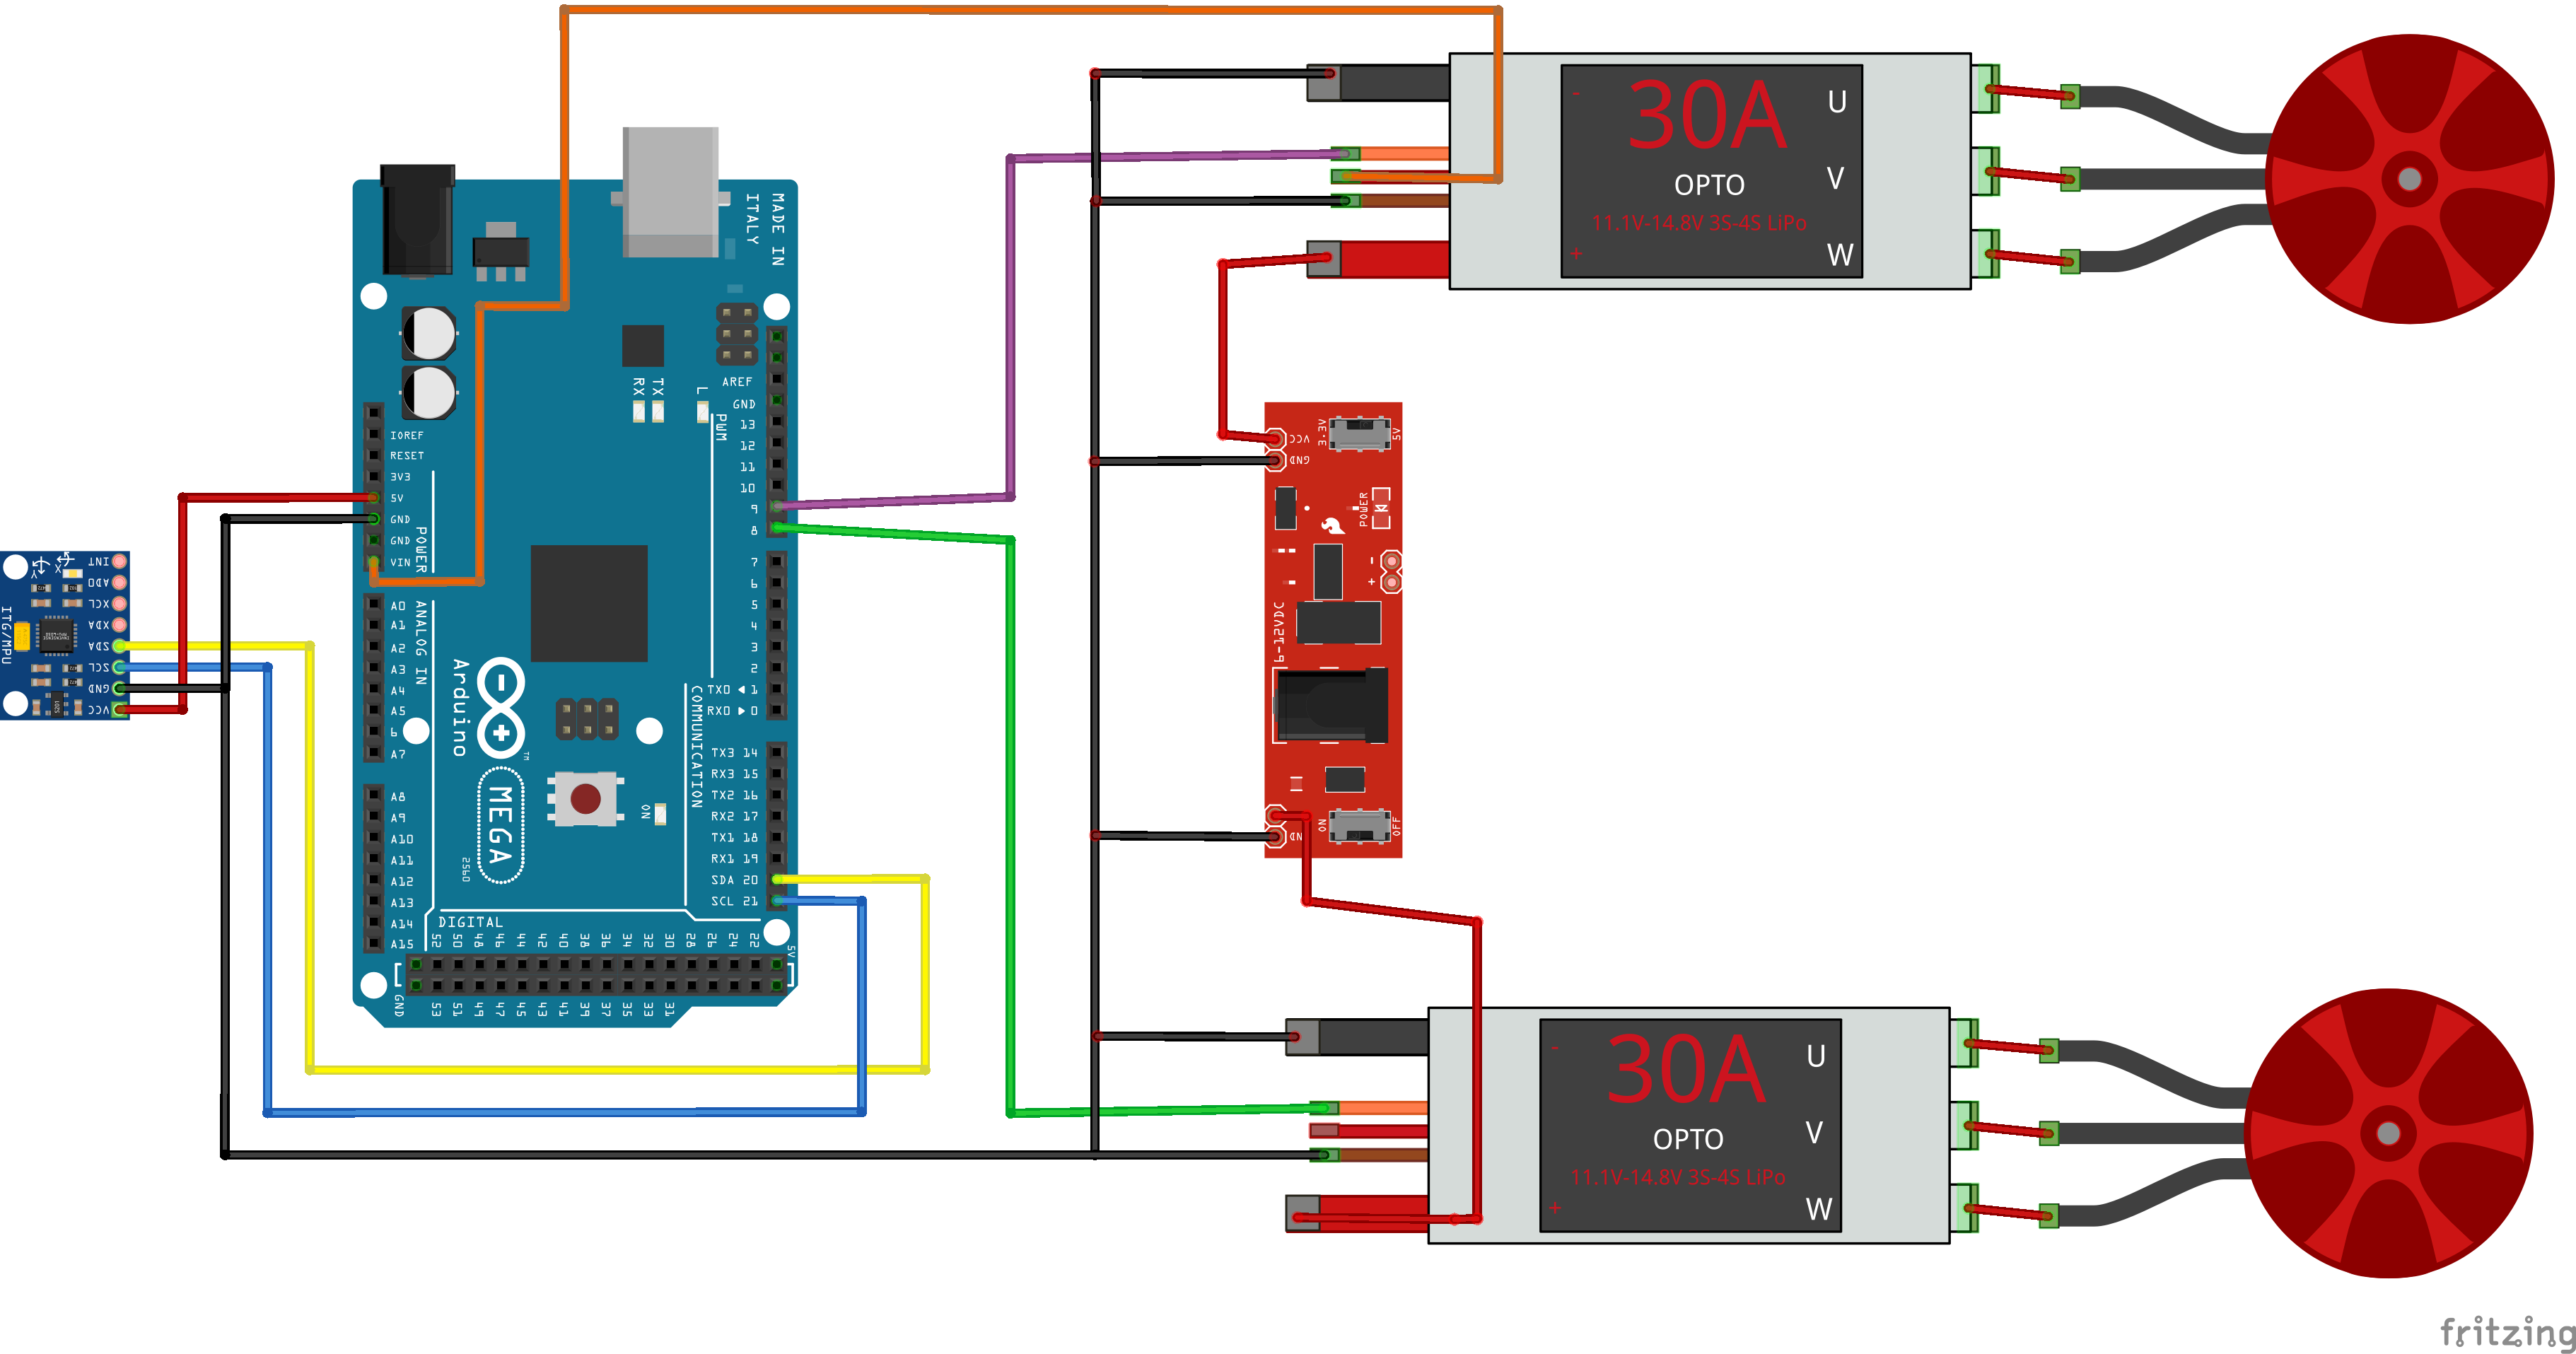 30A
-
U
OPTO
V
11.1V-14.8V 3S-4S LiPo
+
W
MADE IN
ITALY
RX
TX
L
PWM
AREF
GND
13
12
11
10
9
8
7
6
5
4
3
2
TX0 ◀ 1
RX0 ▶ 0
TX3 14
RX3 15
TX2 16
RX2 17
TX1 18
RX1 19
SDA 20
SCL 21
COMMUNICATION
IOREF
RESET
3V3
5V
GND
GND
VIN
POWER
A0
A1
A2
A3
A4
A5
6
A7
ANALOG IN
A8
A9
A10
A11
A12
A13
A14
A15
Arduino
TM
MEGA
2560
ON
DIGITAL
52 50 48 46 44 42 40 38 36 34 32 30 28 26 24 22
5V
GND
53 51 49 47 45 43 41 39 37 35 33 31
INT
ADO
XCL
XDA
SDA
SCL
GND
VCC
ITG/MPU
X
Y
VCC
GND
3.3V
5V
POWER
-
+
6-12VDC
ND
ON
OFF
30A
-
U
OPTO
V
11.1V-14.8V 3S-4S LiPo
+
W
fritzing